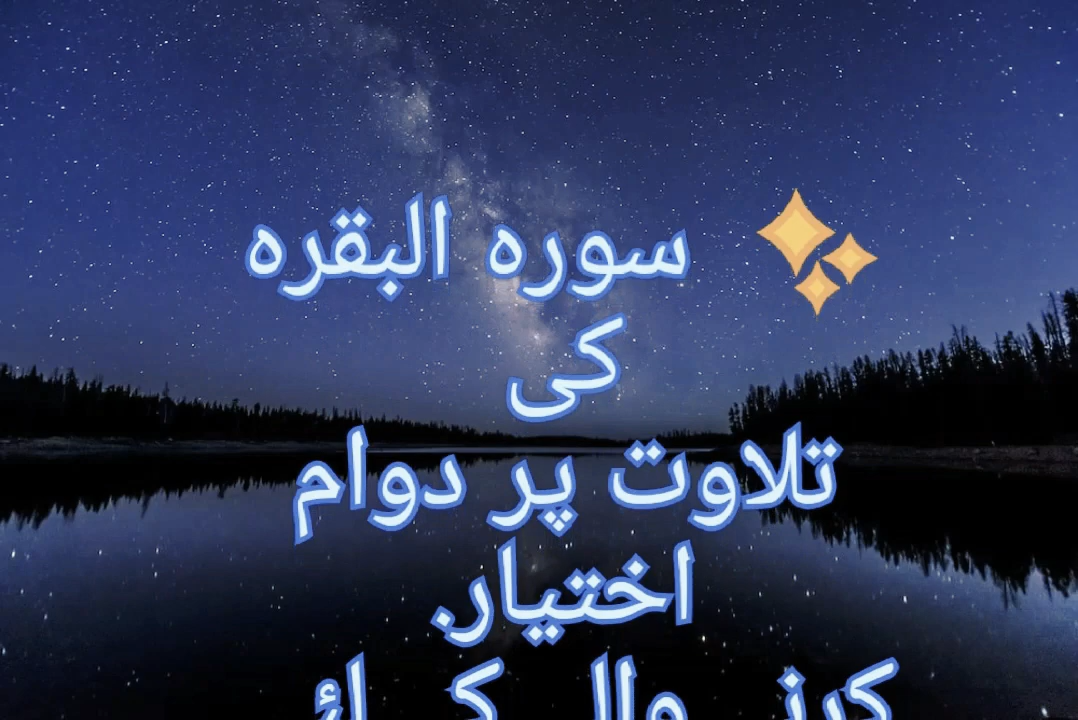 ✨ سورہ البقرہ
کی
تلاوت پر دوام
اختیار.